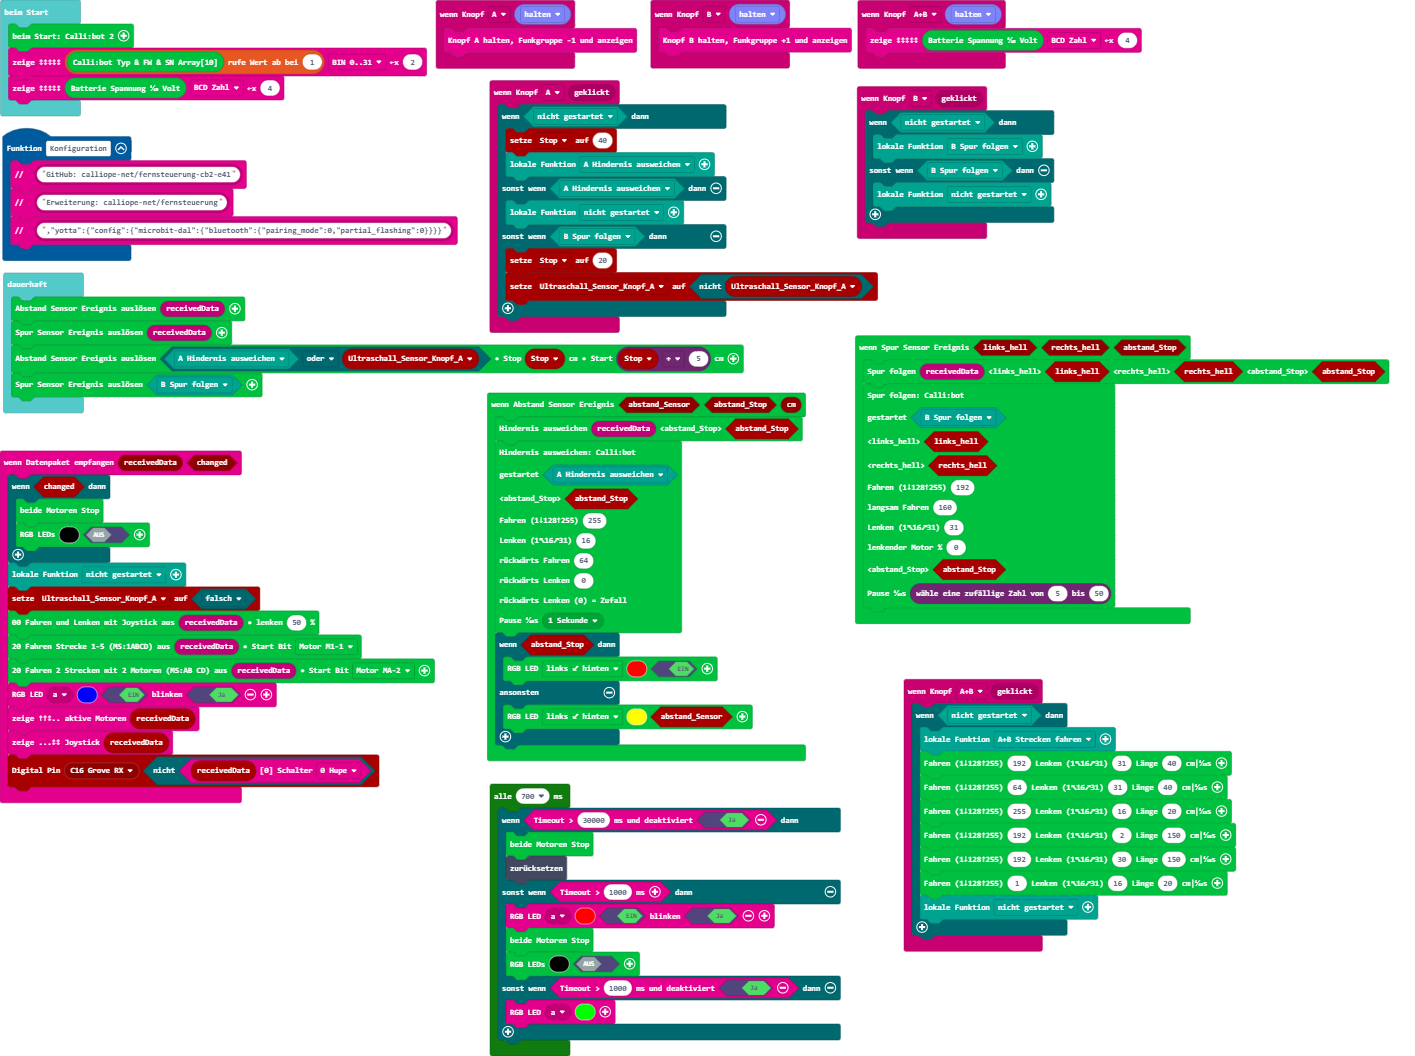 beim Start
beim Start: Calli:bot 2
zeige ⁑⁑⁑⁑⁑ Calli:bot Typ & FW & SN Array[10] rufe Wert ab bei 1 BIN 0..31 ←x 2
zeige ⁑⁑⁑⁑⁑ Batterie Spannung ‰ Volt BCD Zahl ←x 4
Funktion Konfiguration
// "GitHub: calliope-net/fernsteuerung-cb2-e41"
// "Erweiterung: calliope-net/fernsteuerung"
// ","yotta":{"config":{"microbit-dal":{"bluetooth":{"pairing_mode":0,"partial_flashing":0}}}}"
dauerhaft
Abstand Sensor Ereignis auslösen receivedData
Spur Sensor Ereignis auslösen receivedData
Abstand Sensor Ereignis auslösen A Hindernis ausweichen oder Ultraschall_Sensor_Knopf_A • Stop Stop cm • Start Stop ÷ 5 cm
Spur Sensor Ereignis auslösen B Spur folgen
wenn Datenpaket empfangen receivedData changed
wenn changed dann
beide Motoren Stop
RGB LEDs AUS
lokale Funktion nicht gestartet
setze Ultraschall_Sensor_Knopf_A auf falsch
00 Fahren und Lenken mit Joystick aus receivedData • lenken 50 %
20 Fahren Strecke 1-5 (MS:1ABCD) aus receivedData • Start Bit Motor M1-1
20 Fahren 2 Strecken mit 2 Motoren (MS:AB CD) aus receivedData • Start Bit Motor MA-2
RGB LED a EIN blinken Ja
zeige ↑↑↑.. aktive Motoren receivedData
zeige ...⁑⁑ Joystick receivedData
Digital Pin C16 Grove RX nicht receivedData [0] Schalter 0 Hupe
wenn Knopf A halten
Knopf A halten, Funkgruppe -1 und anzeigen
wenn Knopf B halten
Knopf B halten, Funkgruppe +1 und anzeigen
wenn Knopf A+B halten
zeige ⁑⁑⁑⁑⁑ Batterie Spannung ‰ Volt BCD Zahl ←x 4
wenn Knopf A geklickt
wenn nicht gestartet dann
setze Stop auf 40
lokale Funktion A Hindernis ausweichen
sonst wenn A Hindernis ausweichen dann
lokale Funktion nicht gestartet
sonst wenn B Spur folgen dann
setze Stop auf 20
setze Ultraschall_Sensor_Knopf_A auf nicht Ultraschall_Sensor_Knopf_A
wenn Knopf B geklickt
wenn nicht gestartet dann
lokale Funktion B Spur folgen
sonst wenn B Spur folgen dann
lokale Funktion nicht gestartet
wenn Abstand Sensor Ereignis abstand_Sensor abstand_Stop cm
Hindernis ausweichen receivedData <abstand_Stop> abstand_Stop
Hindernis ausweichen: Calli:bot
gestartet A Hindernis ausweichen
<abstand_Stop> abstand_Stop
Fahren (1↓128↑255) 255
Lenken (1↖16↗31) 16
rückwärts Fahren 64
rückwärts Lenken 0
rückwärts Lenken (0) = Zufall
Pause ‰s 1 Sekunde
wenn abstand_Stop dann
RGB LED links ↙ hinten EIN
ansonsten
RGB LED links ↙ hinten abstand_Sensor
wenn Spur Sensor Ereignis links_hell rechts_hell abstand_Stop
Spur folgen receivedData <links_hell> links_hell <rechts_hell> rechts_hell <abstand_Stop> abstand_Stop
Spur folgen: Calli:bot
gestartet B Spur folgen
<links_hell> links_hell
<rechts_hell> rechts_hell
Fahren (1↓128↑255) 192
langsam Fahren 160
Lenken (1↖16↗31) 31
lenkender Motor % 0
<abstand_Stop> abstand_Stop
Pause ‰s wähle eine zufällige Zahl von 5 bis 50
alle 700 ms
wenn Timeout > 30000 ms und deaktiviert Ja dann
beide Motoren Stop
zurücksetzen
sonst wenn Timeout > 1000 ms dann
RGB LED a EIN blinken Ja
beide Motoren Stop
RGB LEDs AUS
sonst wenn Timeout > 1000 ms und deaktiviert Ja dann
RGB LED a
wenn Knopf A+B geklickt
wenn nicht gestartet dann
lokale Funktion A+B Strecken fahren
Fahren (1↓128↑255) 192 Lenken (1↖16↗31) 31 Länge 40 cm|‰s
Fahren (1↓128↑255) 64 Lenken (1↖16↗31) 31 Länge 40 cm|‰s
Fahren (1↓128↑255) 255 Lenken (1↖16↗31) 16 Länge 20 cm|‰s
Fahren (1↓128↑255) 192 Lenken (1↖16↗31) 2 Länge 150 cm|‰s
Fahren (1↓128↑255) 192 Lenken (1↖16↗31) 30 Länge 150 cm|‰s
Fahren (1↓128↑255) 1 Lenken (1↖16↗31) 16 Länge 20 cm|‰s
lokale Funktion nicht gestartet